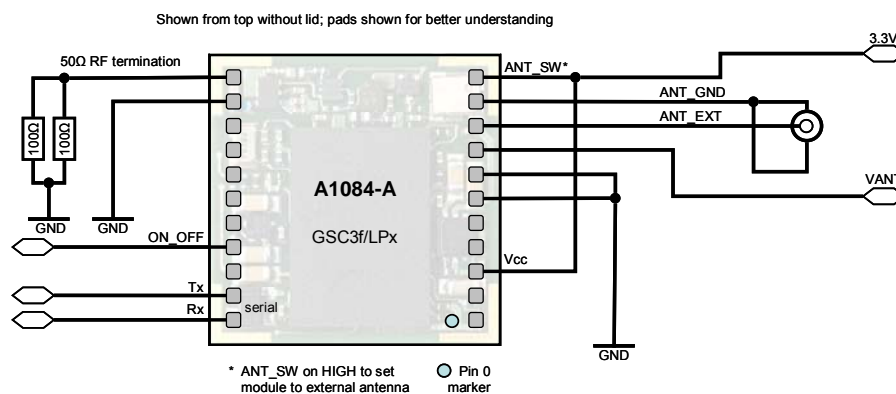 Shown from top without lid; pads shown for better understanding
50Ω RF termination
ANT_SW*
3.3V
ANT_GND
ANT_EXT
100Ω
100Ω
A1084-A
VANT
GND
GND
ON_OFF
GSC3f/LPx
Vcc
Tx
serial
Rx
GND
* ANT_SW on HIGH to set
module to external antenna
Pin 0
marker